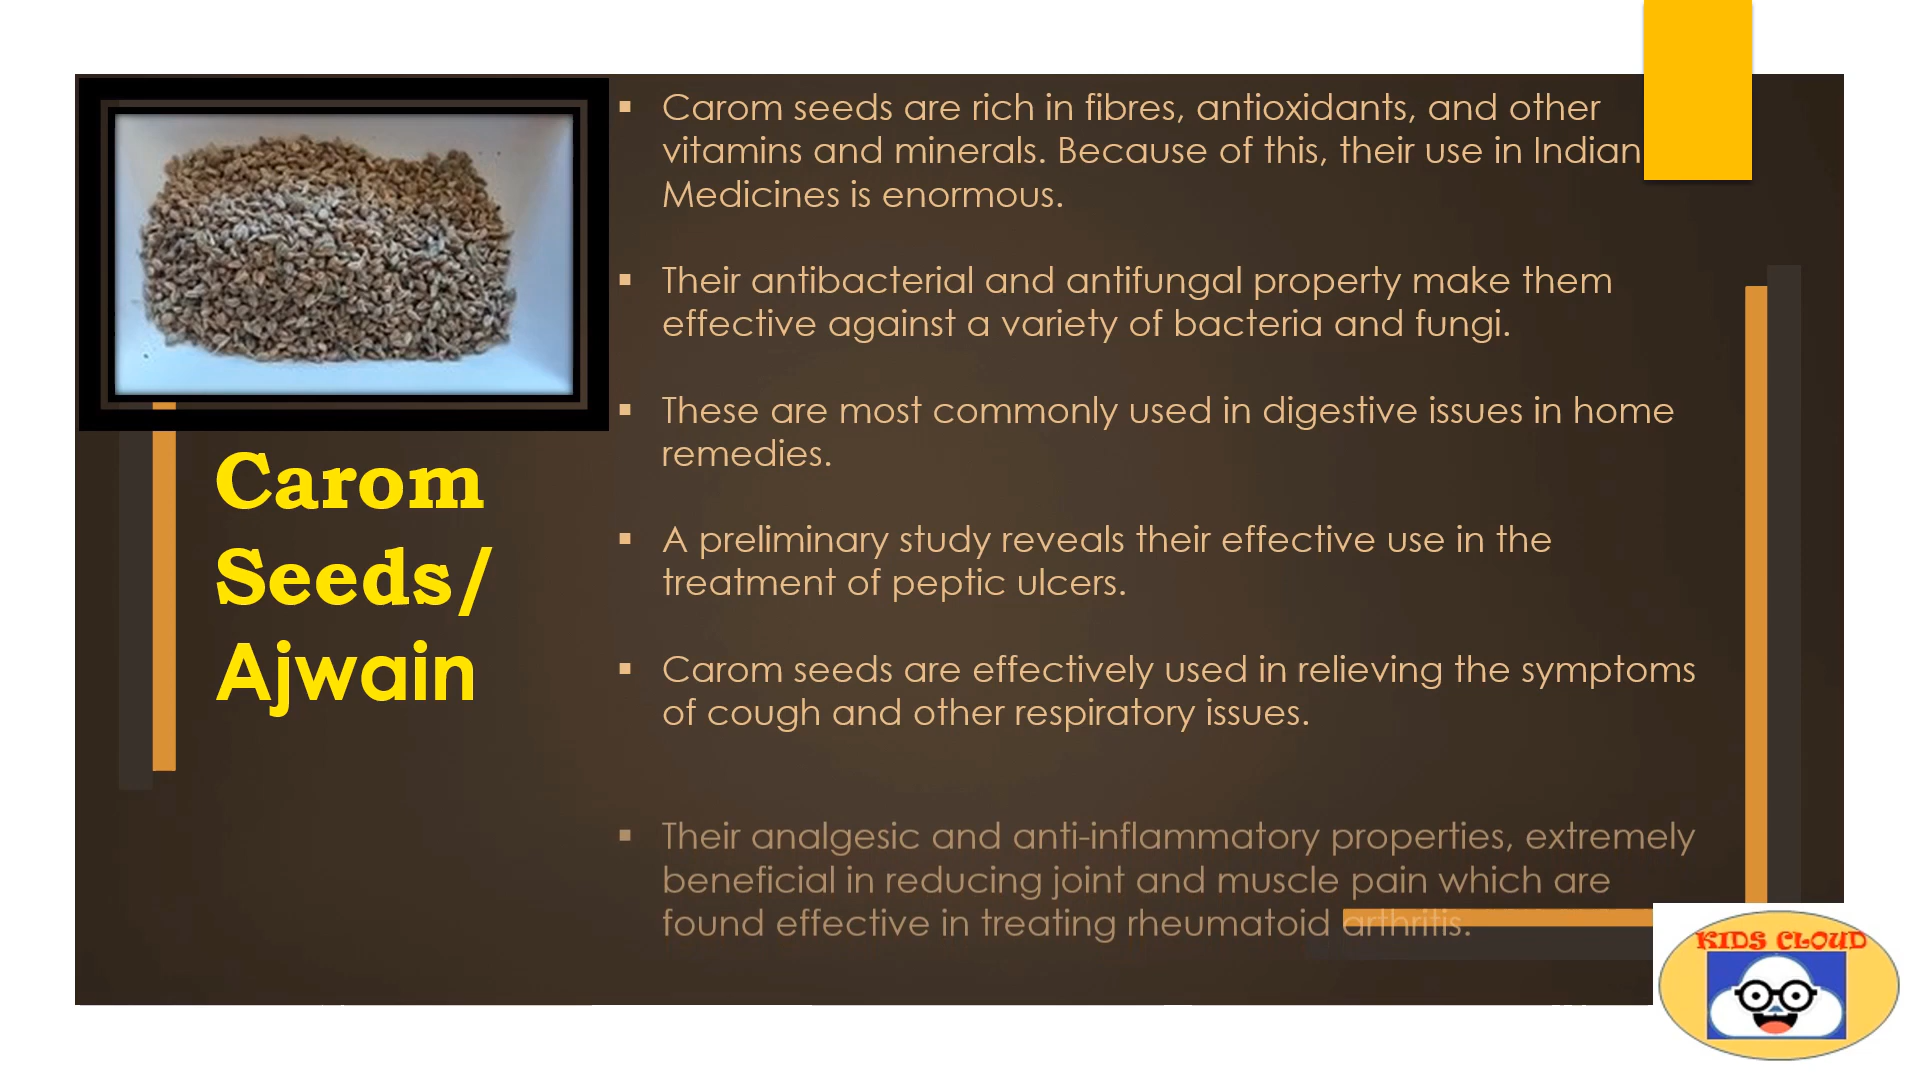 Carom
Seeds/
Ajwain
▪ Carom seeds are rich in fibres, antioxidants, and other
vitamins and minerals. Because of this, their use in Indian
Medicines is enormous.
▪ Their antibacterial and antifungal property make them
effective against a variety of bacteria and fungi.
▪ These are most commonly used in digestive issues in home
remedies.
▪ A preliminary study reveals their effective use in the
treatment of peptic ulcers.
▪ Carom seeds are effectively used in relieving the symptoms
of cough and other respiratory issues.
▪ Their analgesic and anti-inflammatory properties, extremely
beneficial in reducing joint and muscle pain which are
found effective in treating rheumatoid arthritis.
KIDS CLOUD